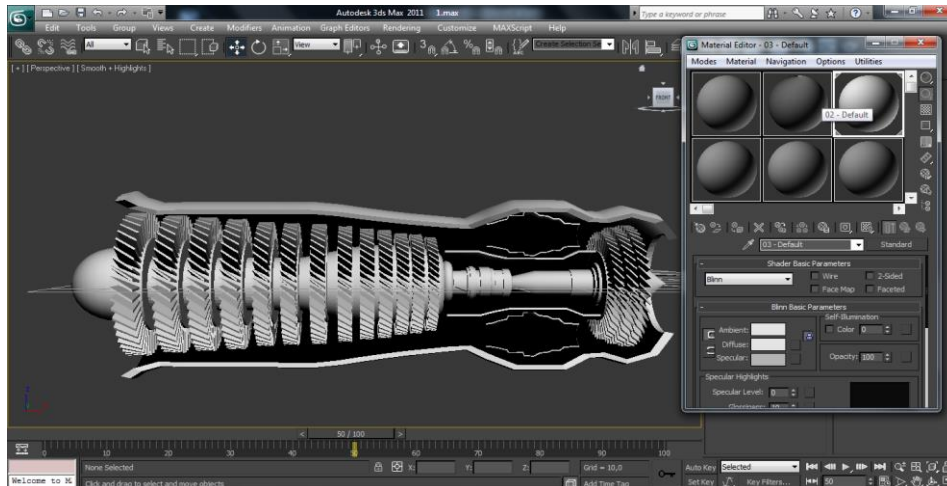 Autodesk 3ds Max 2011 1.max
Type a keyword or phrase
Edit Tools Group Views Create Modifiers Animation Graph Editors Rendering Customize MAXScript Help
All
View
Create Selection Se
[ + ] [ Perspective ] [ Smooth + Highlights ]
FRONT
Material Editor - 03 - Default
Modes Material Navigation Options Utilities
02 - Default
03 - Default
Standard
Shader Basic Parameters
Blinn
Wire
2-Sided
Face Map
Faceted
Blinn Basic Parameters
Self-Illumination
Ambient:
Color 0
Diffuse:
Specular:
Opacity: 100
Specular Highlights
Specular Level: 0
Glossiness: 10
< 50 / 100 >
0 10 20 30 40 50 60 70 80 90 100
None Selected
X: Y: Z:
Grid = 10,0
Auto Key
Selected
Welcome to M
Click and drag to select and move objects
Add Time Tag
Set Key
Key Filters...
50